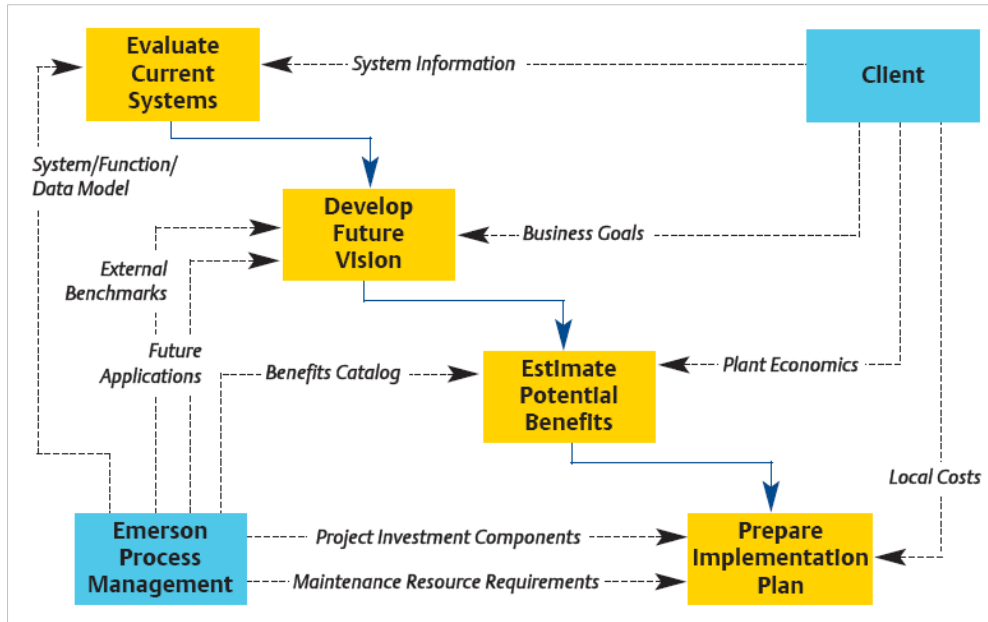 Evaluate
Current
Systems
System Information
Client
System/Function/
Data Model
Develop
Future
Vision
Business Goals
External
Benchmarks
Future
Applications
Benefits Catalog
Estimate
Potential
Benefits
Plant Economics
Local Costs
Emerson
Process
Management
Project Investment Components
Maintenance Resource Requirements
Prepare
Implementation
Plan